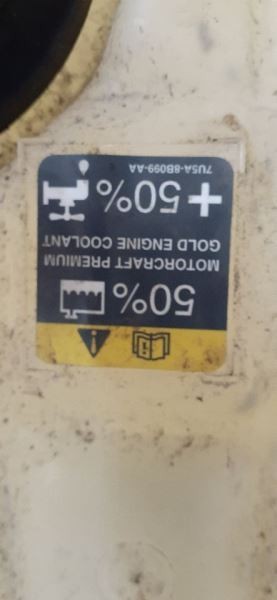 50%
MOTORCRAFT PREMIUM
GOLD ENGINE COOLANT
+50%
7U5A-8B099-AA